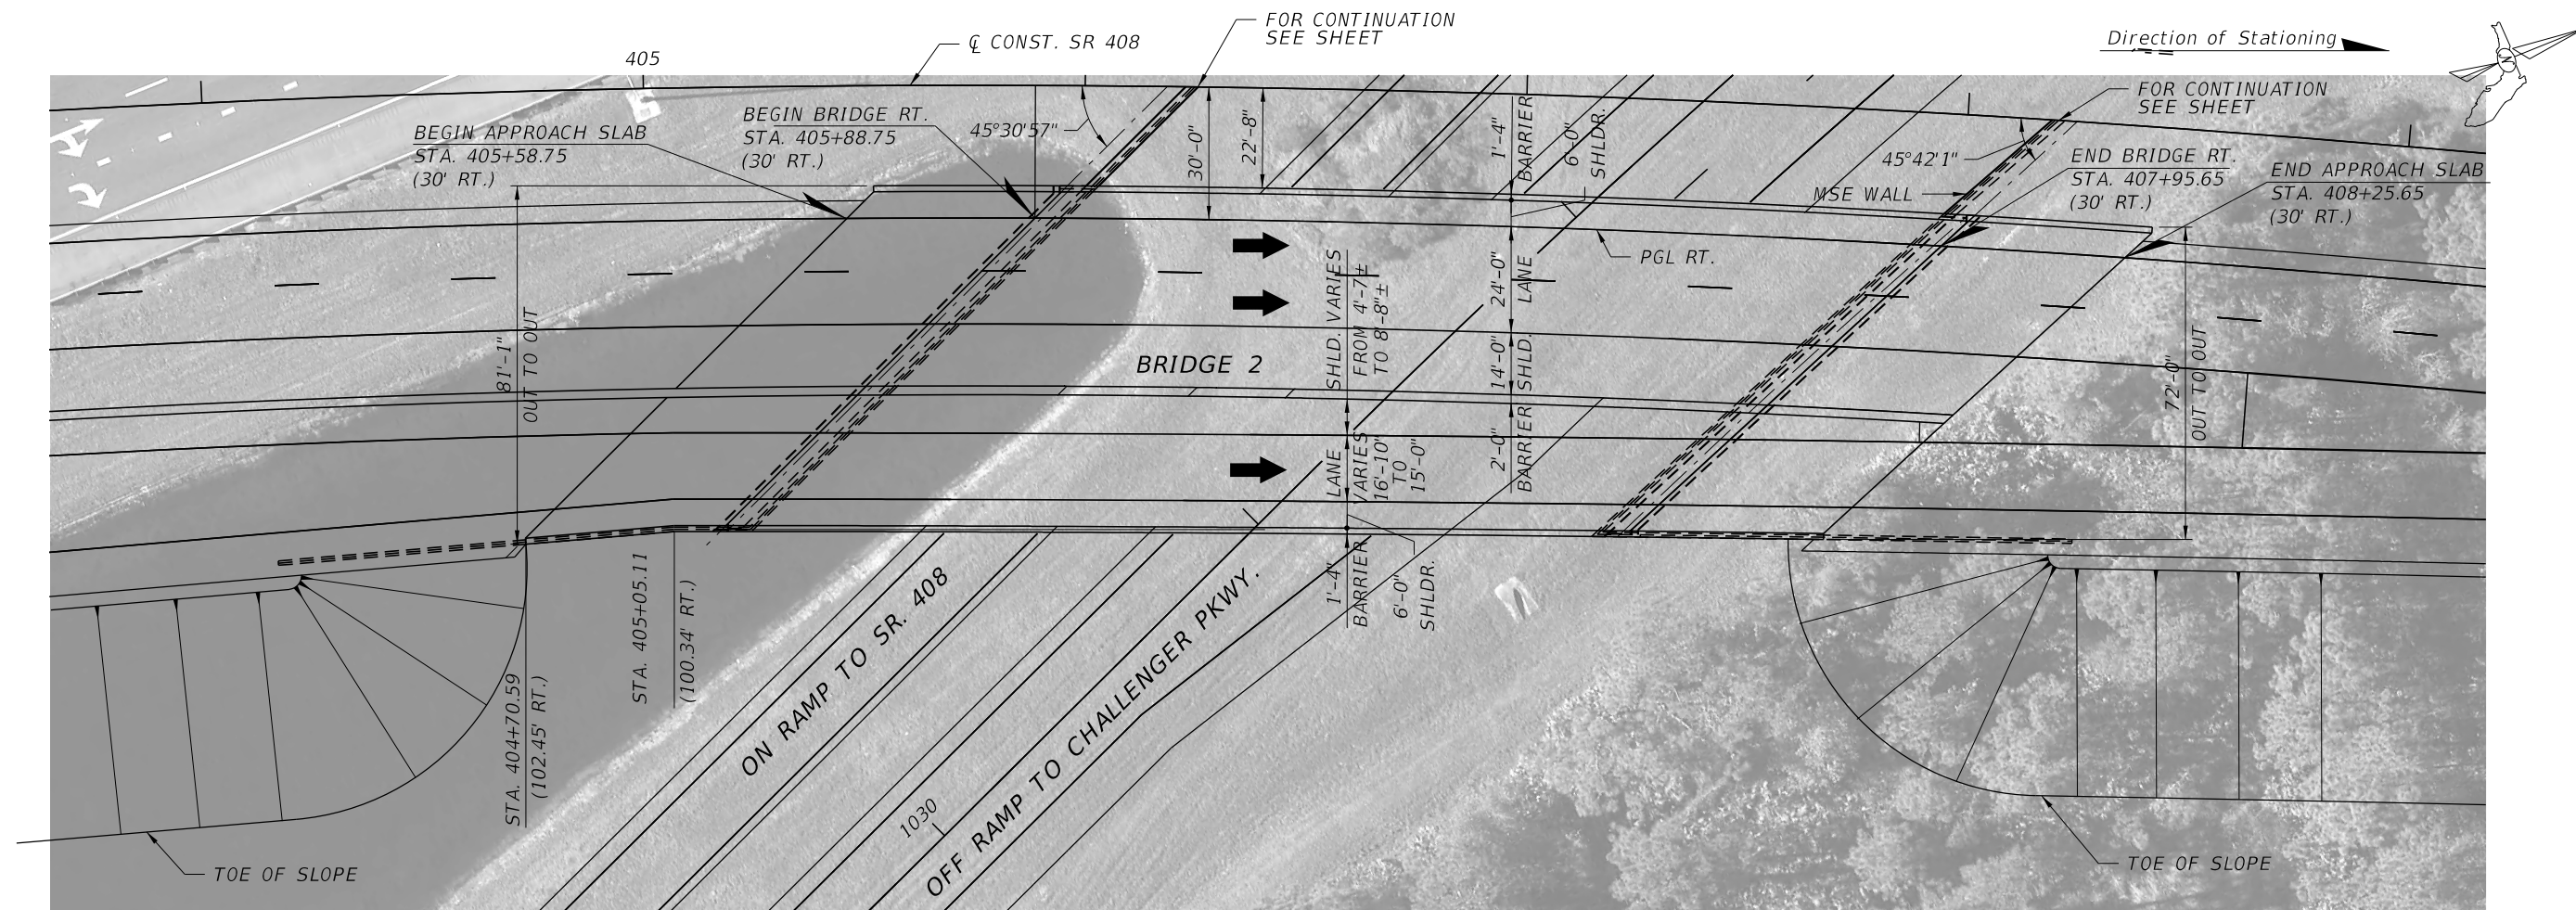 FOR CONTINUATION
SEE SHEET
℄ CONST. SR 408
405
Direction of Stationing
N
FOR CONTINUATION
SEE SHEET
BEGIN APPROACH SLAB
STA. 405+58.75
(30' RT.)
BEGIN BRIDGE RT.
STA. 405+88.75
(30' RT.)
45°30'57"
30'-0"
22'-8"
1'-4"
BARRIER
6'-0"
SHLDR.
45°42'1"
MSE WALL
END BRIDGE RT.
STA. 407+95.65
(30' RT.)
END APPROACH SLAB
STA. 408+25.65
(30' RT.)
PGL RT.
81'-1"
OUT TO OUT
SHLD. VARIES
FROM 4'-7±
TO 8'-8"±
24'-0"
LANE
14'-0"
SHLD.
2'-0"
BARRIER
BRIDGE 2
LANE
VARIES
16'-10"
TO
15'-0"
72'-0"
OUT TO OUT
1'-4"
BARRIER
6'-0"
SHLDR.
STA. 404+70.59
(102.45' RT.)
STA. 405+05.11
(100.34' RT.)
ON RAMP TO SR. 408
1030
OFF RAMP TO CHALLENGER PKWY.
TOE OF SLOPE
TOE OF SLOPE